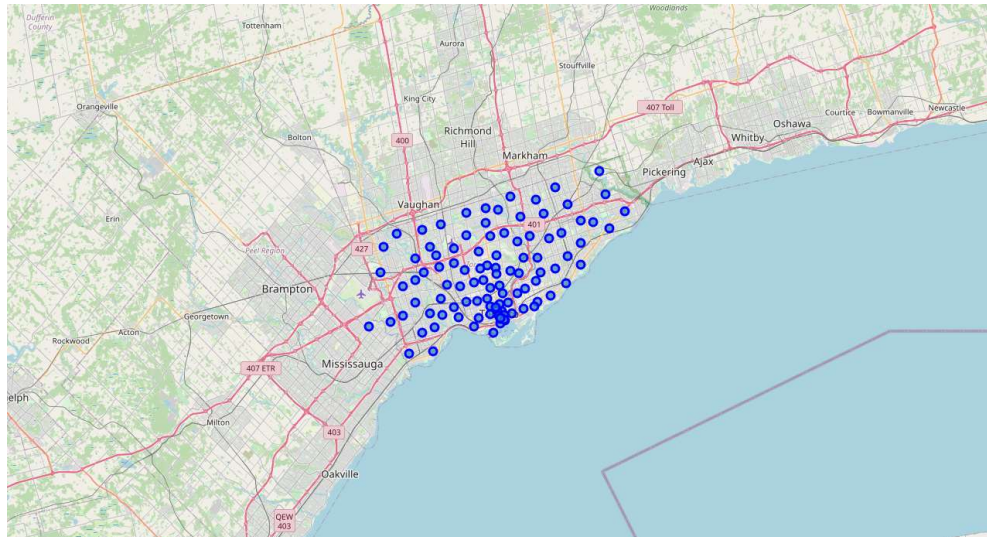 Dufferin
County
Tottenham
Woodlands
Aurora
Stouffville
Orangeville
King City
407 Toll
Newcastle
Courtice
Bowmanville
Oshawa
Whitby
Bolton
400
Richmond
Hill
Markham
Ajax
Pickering
Vaughan
Erin
401
427
Peel Region
Brampton
Georgetown
Acton
Rockwood
Mississauga
407 ETR
elph
Milton
403
Oakville
QEW
403